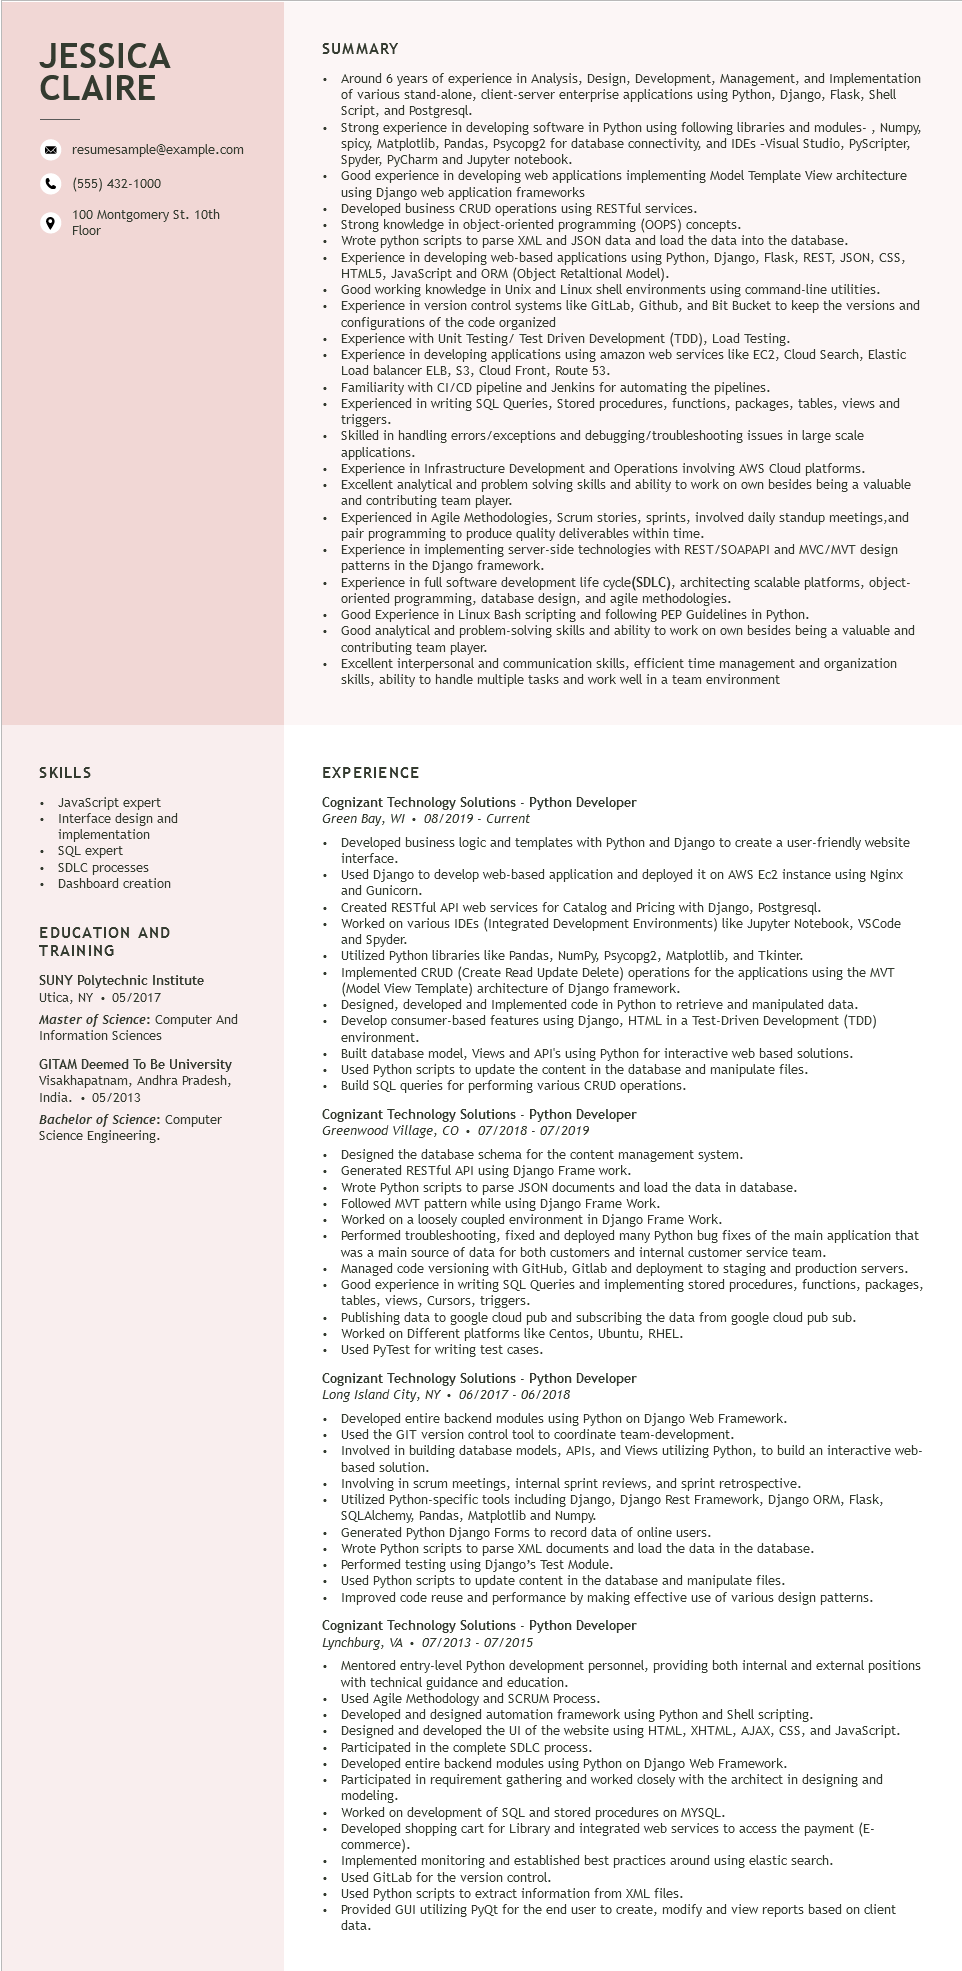 JESSICA
CLAIRE
resumesample@example.com
(555) 432-1000
100 Montgomery St. 10th
Floor
SUMMARY
• Around 6 years of experience in Analysis, Design, Development, Management, and Implementation
of various stand-alone, client-server enterprise applications using Python, Django, Flask, Shell
Script, and Postgresql.
• Strong experience in developing software in Python using following libraries and modules- , Numpy,
spicy, Matplotlib, Pandas, Psycopg2 for database connectivity, and IDEs –Visual Studio, PyScripter,
Spyder, PyCharm and Jupyter notebook.
• Good experience in developing web applications implementing Model Template View architecture
using Django web application frameworks
• Developed business CRUD operations using RESTful services.
• Strong knowledge in object-oriented programming (OOPS) concepts.
• Wrote python scripts to parse XML and JSON data and load the data into the database.
• Experience in developing web-based applications using Python, Django, Flask, REST, JSON, CSS,
HTML5, JavaScript and ORM (Object Retaltional Model).
• Good working knowledge in Unix and Linux shell environments using command-line utilities.
• Experience in version control systems like GitLab, Github, and Bit Bucket to keep the versions and
configurations of the code organized
• Experience with Unit Testing/ Test Driven Development (TDD), Load Testing.
• Experience in developing applications using amazon web services like EC2, Cloud Search, Elastic
Load balancer ELB, S3, Cloud Front, Route 53.
• Familiarity with CI/CD pipeline and Jenkins for automating the pipelines.
• Experienced in writing SQL Queries, Stored procedures, functions, packages, tables, views and
triggers.
• Skilled in handling errors/exceptions and debugging/troubleshooting issues in large scale
applications.
• Experience in Infrastructure Development and Operations involving AWS Cloud platforms.
• Excellent analytical and problem solving skills and ability to work on own besides being a valuable
and contributing team player.
• Experienced in Agile Methodologies, Scrum stories, sprints, involved daily standup meetings,and
pair programming to produce quality deliverables within time.
• Experience in implementing server-side technologies with REST/SOAPAPI and MVC/MVT design
patterns in the Django framework.
• Experience in full software development life cycle(SDLC), architecting scalable platforms, object-
oriented programming, database design, and agile methodologies.
• Good Experience in Linux Bash scripting and following PEP Guidelines in Python.
• Good analytical and problem-solving skills and ability to work on own besides being a valuable and
contributing team player.
• Excellent interpersonal and communication skills, efficient time management and organization
skills, ability to handle multiple tasks and work well in a team environment
SKILLS
• JavaScript expert
• Interface design and
implementation
• SQL expert
• SDLC processes
• Dashboard creation
EDUCATION AND
TRAINING
SUNY Polytechnic Institute
Utica, NY • 05/2017
Master of Science: Computer And
Information Sciences
GITAM Deemed To Be University
Visakhapatnam, Andhra Pradesh,
India. • 05/2013
Bachelor of Science: Computer
Science Engineering.
EXPERIENCE
Cognizant Technology Solutions - Python Developer
Green Bay, WI • 08/2019 - Current
• Developed business logic and templates with Python and Django to create a user-friendly website
interface.
• Used Django to develop web-based application and deployed it on AWS Ec2 instance using Nginx
and Gunicorn.
• Created RESTful API web services for Catalog and Pricing with Django, Postgresql.
• Worked on various IDEs (Integrated Development Environments) like Jupyter Notebook, VSCode
and Spyder.
• Utilized Python libraries like Pandas, NumPy, Psycopg2, Matplotlib, and Tkinter.
• Implemented CRUD (Create Read Update Delete) operations for the applications using the MVT
(Model View Template) architecture of Django framework.
• Designed, developed and Implemented code in Python to retrieve and manipulated data.
• Develop consumer-based features using Django, HTML in a Test-Driven Development (TDD)
environment.
• Built database model, Views and API's using Python for interactive web based solutions.
• Used Python scripts to update the content in the database and manipulate files.
• Build SQL queries for performing various CRUD operations.
Cognizant Technology Solutions - Python Developer
Greenwood Village, CO • 07/2018 - 07/2019
• Designed the database schema for the content management system.
• Generated RESTful API using Django Frame work.
• Wrote Python scripts to parse JSON documents and load the data in database.
• Followed MVT pattern while using Django Frame Work.
• Worked on a loosely coupled environment in Django Frame Work.
• Performed troubleshooting, fixed and deployed many Python bug fixes of the main application that
was a main source of data for both customers and internal customer service team.
• Managed code versioning with GitHub, Gitlab and deployment to staging and production servers.
• Good experience in writing SQL Queries and implementing stored procedures, functions, packages,
tables, views, Cursors, triggers.
• Publishing data to google cloud pub and subscribing the data from google cloud pub sub.
• Worked on Different platforms like Centos, Ubuntu, RHEL.
• Used PyTest for writing test cases.
Cognizant Technology Solutions - Python Developer
Long Island City, NY • 06/2017 - 06/2018
• Developed entire backend modules using Python on Django Web Framework.
• Used the GIT version control tool to coordinate team-development.
• Involved in building database models, APIs, and Views utilizing Python, to build an interactive web-
based solution.
• Involving in scrum meetings, internal sprint reviews, and sprint retrospective.
• Utilized Python-specific tools including Django, Django Rest Framework, Django ORM, Flask,
SQLAlchemy, Pandas, Matplotlib and Numpy.
• Generated Python Django Forms to record data of online users.
• Wrote Python scripts to parse XML documents and load the data in the database.
• Performed testing using Django’s Test Module.
• Used Python scripts to update content in the database and manipulate files.
• Improved code reuse and performance by making effective use of various design patterns.
Cognizant Technology Solutions - Python Developer
Lynchburg, VA • 07/2013 - 07/2015
• Mentored entry-level Python development personnel, providing both internal and external positions
with technical guidance and education.
• Used Agile Methodology and SCRUM Process.
• Developed and designed automation framework using Python and Shell scripting.
• Designed and developed the UI of the website using HTML, XHTML, AJAX, CSS, and JavaScript.
• Participated in the complete SDLC process.
• Developed entire backend modules using Python on Django Web Framework.
• Participated in requirement gathering and worked closely with the architect in designing and
modeling.
• Worked on development of SQL and stored procedures on MYSQL.
• Developed shopping cart for Library and integrated web services to access the payment (E-
commerce).
• Implemented monitoring and established best practices around using elastic search.
• Used GitLab for the version control.
• Used Python scripts to extract information from XML files.
• Provided GUI utilizing PyQt for the end user to create, modify and view reports based on client
data.